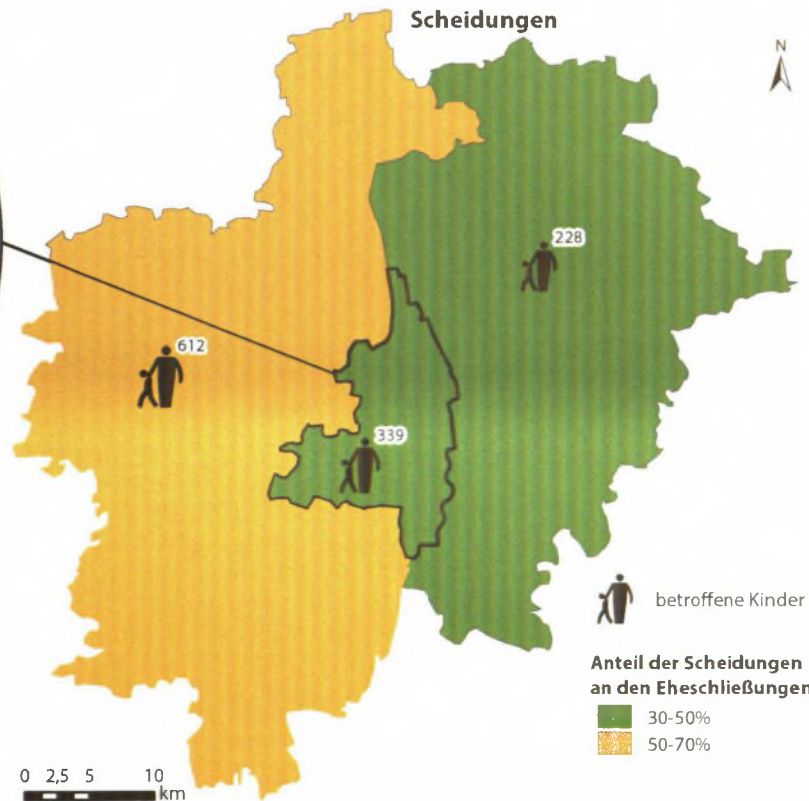 Scheidungen
N
228
612
339
betroffene Kinder
Anteil der Scheidungen
an den Eheschließungen
30-50%
50-70%
0 2,5 5 10
km